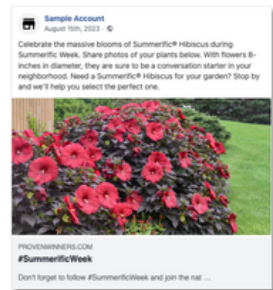 Sample Account
August 15th, 2023 ·
Celebrate the massive blooms of Summerific® Hibiscus during
Summerific Week. Share photos of your plants below. With flowers 8-
inches in diameter, they are sure to be a conversation starter in your
neighborhood. Need a Summerific® Hibiscus for your garden? Stop by
and we'll help you select the perfect one.
PROVENWINNERS.COM
#SummerificWeek
Don't forget to follow #SummerificWeek and join the nat ...